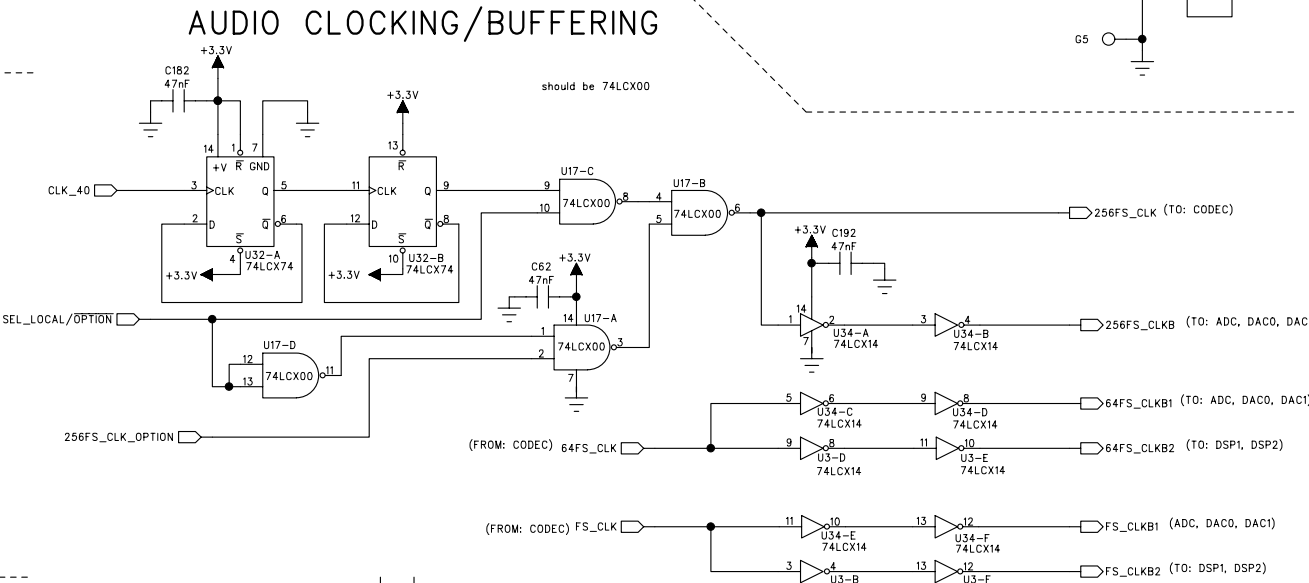 AUDIO CLOCKING/BUFFERING
G5
+3.3V
C182
47nF
+3.3V
should be 74LCX00
14 1 7
+V R GND
13
R
CLK_40
3 CLK Q 5
11 CLK Q 9
2 D Q 6
12 D Q 8
S
4
U32-A
74LCX74
+3.3V
S
10
U32-B
74LCX74
+3.3V
U17-C
9
74LCX00
10
8
U17-B
4
74LCX00
5
6
256FS_CLK (TO: CODEC)
+3.3V
C192
47nF
SEL_LOCAL/OPTION
C62
47nF
+3.3V
U17-A
14
1
74LCX00
2
3
7
U17-D
12
74LCX00
13
11
256FS_CLK_OPTION
14
1 2
7
U34-A
74LCX14
3 4
U34-B
74LCX14
256FS_CLKB (TO: ADC, DAC0, DAC
5 6
U34-C
74LCX14
9 8
U34-D
74LCX14
64FS_CLKB1 (TO: ADC, DAC0, DAC1
(FROM: CODEC) 64FS_CLK
9 8
U3-D
74LCX14
11 10
U3-E
74LCX14
64FS_CLKB2 (TO: DSP1, DSP2)
(FROM: CODEC) FS_CLK
11 10
U34-E
74LCX14
13 12
U34-F
74LCX14
FS_CLKB1 (ADC, DAC0, DAC1)
3 4
U3-B
13 12
U3-F
FS_CLKB2 (TO: DSP1, DSP2)